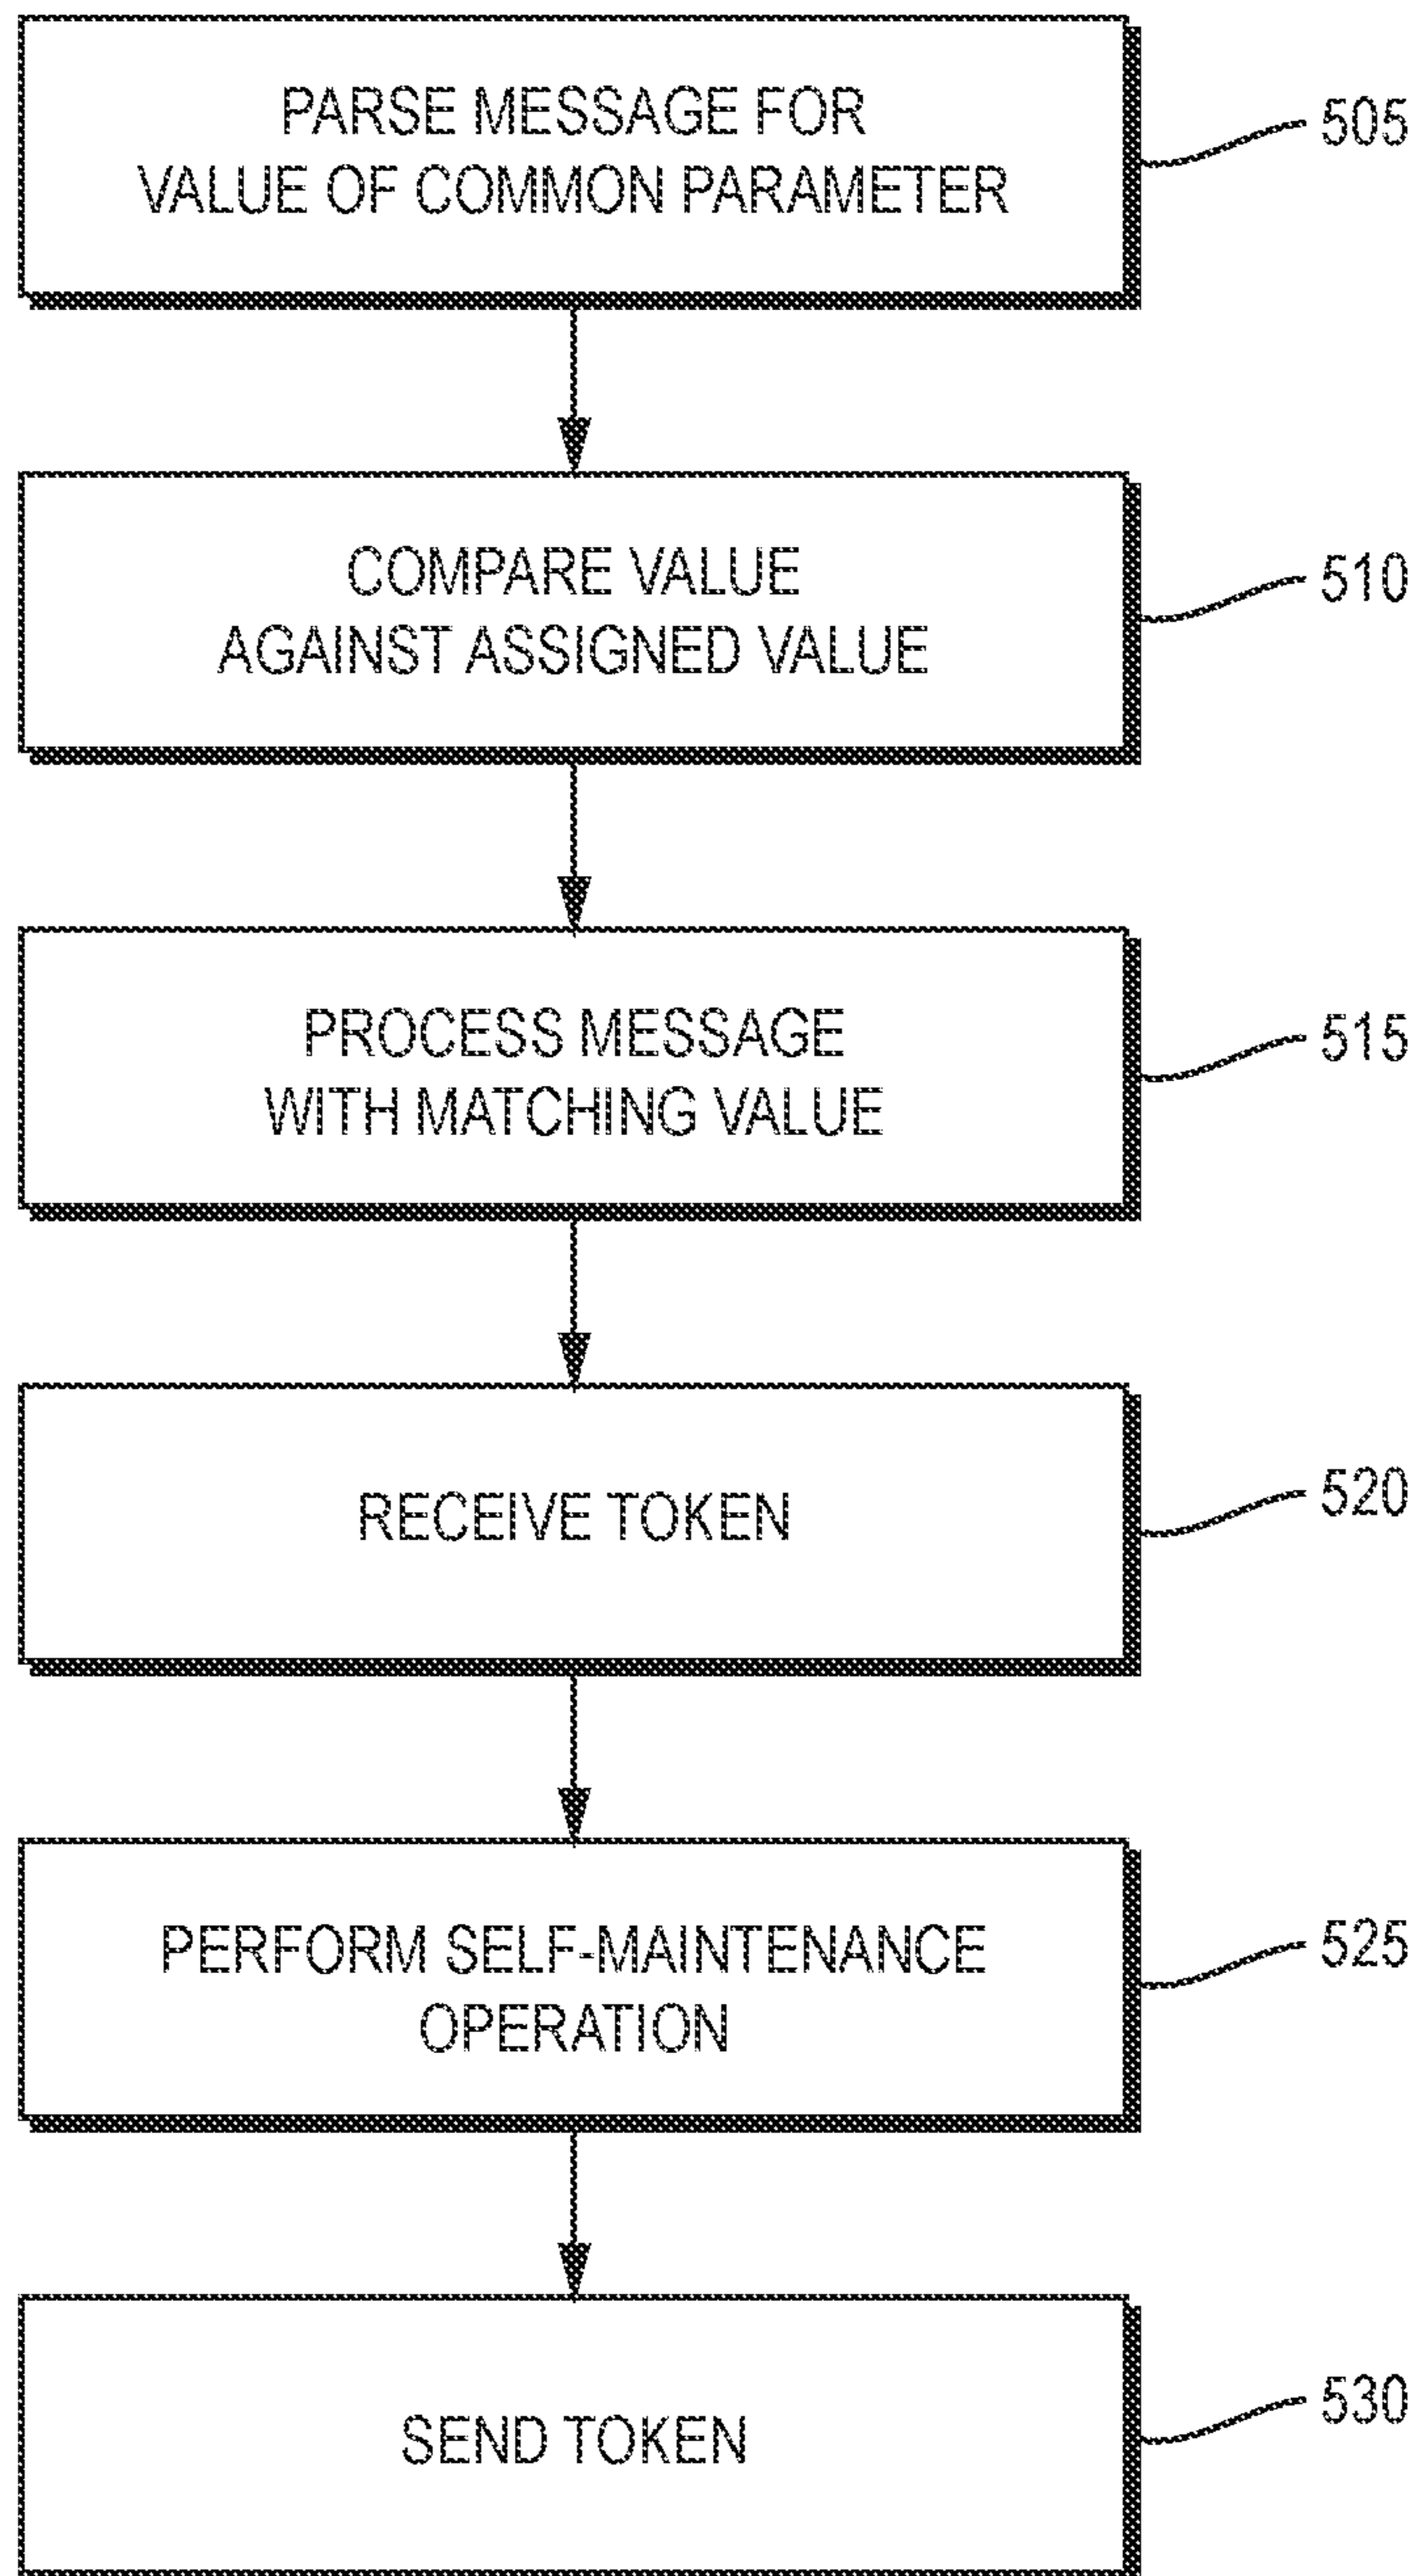 PARSE MESSAGE FOR
VALUE OF COMMON PARAMETER
505
COMPARE VALUE
AGAINST ASSIGNED VALUE
510
PROCESS MESSAGE
WITH MATCHING VALUE
515
RECEIVE TOKEN
520
PERFORM SELF-MAINTENANCE
OPERATION
525
SEND TOKEN
530